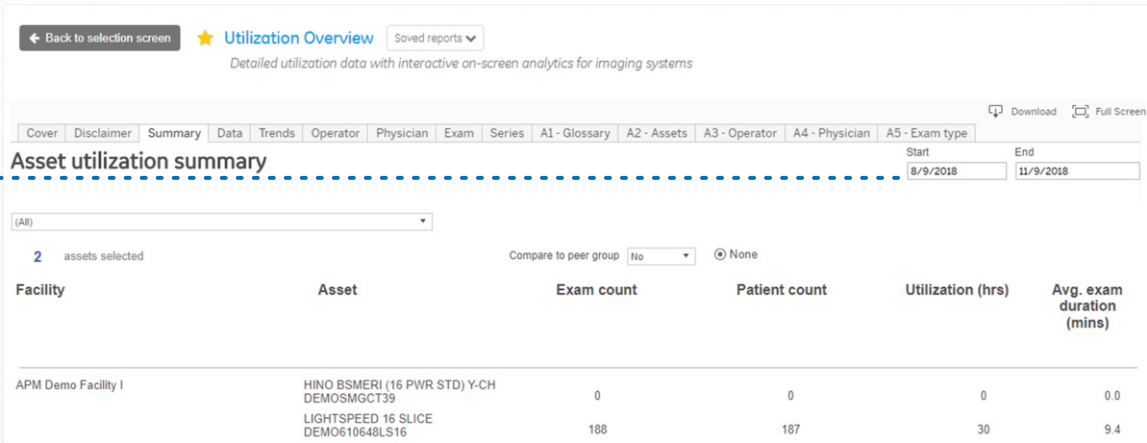 Back to selection screen
Utilization Overview
Saved reports
Detailed utilization data with interactive on-screen analytics for imaging systems
Download Full Screen
Cover Disclaimer Summary Data Trends Operator Physician Exam Series A1 - Glossary A2 - Assets A3 - Operator A4 - Physician A5 - Exam type
Asset utilization summary
Start End
8/9/2018 11/9/2018
(All)
2 assets selected
Compare to peer group No None
Facility Asset Exam count Patient count Utilization (hrs) Avg. exam
duration
(mins)
APM Demo Facility I HINO BSMERI (16 PWR STD) Y-CH
DEMOSMGCT39 0 0 0 0.0
LIGHTSPEED 16 SLICE
DEMO610648LS16 188 187 30 9.4